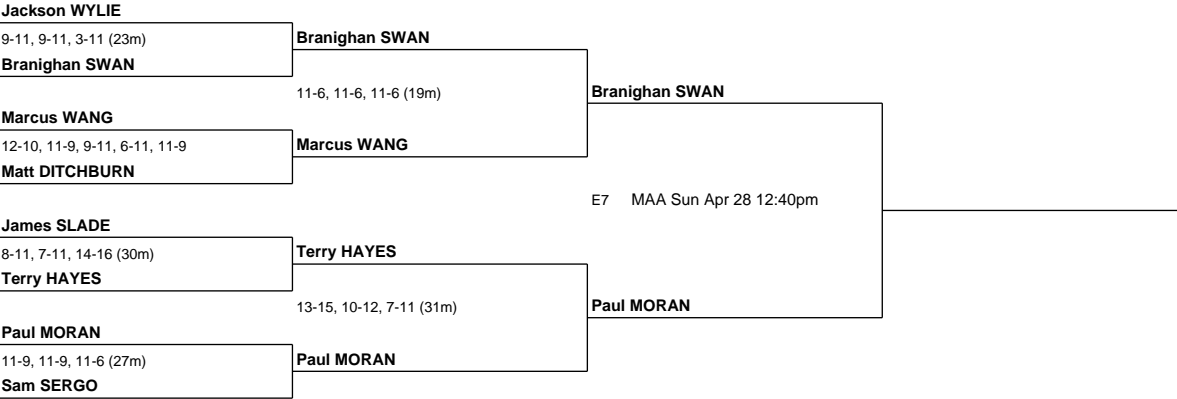 Jackson WYLIE
9-11, 9-11, 3-11 (23m)
Branighan SWAN
Branighan SWAN
11-6, 11-6, 11-6 (19m)
Branighan SWAN
Marcus WANG
12-10, 11-9, 9-11, 6-11, 11-9
Marcus WANG
Matt DITCHBURN
E7 MAA Sun Apr 28 12:40pm
James SLADE
8-11, 7-11, 14-16 (30m)
Terry HAYES
Terry HAYES
13-15, 10-12, 7-11 (31m)
Paul MORAN
Paul MORAN
11-9, 11-9, 11-6 (27m)
Paul MORAN
Sam SERGO